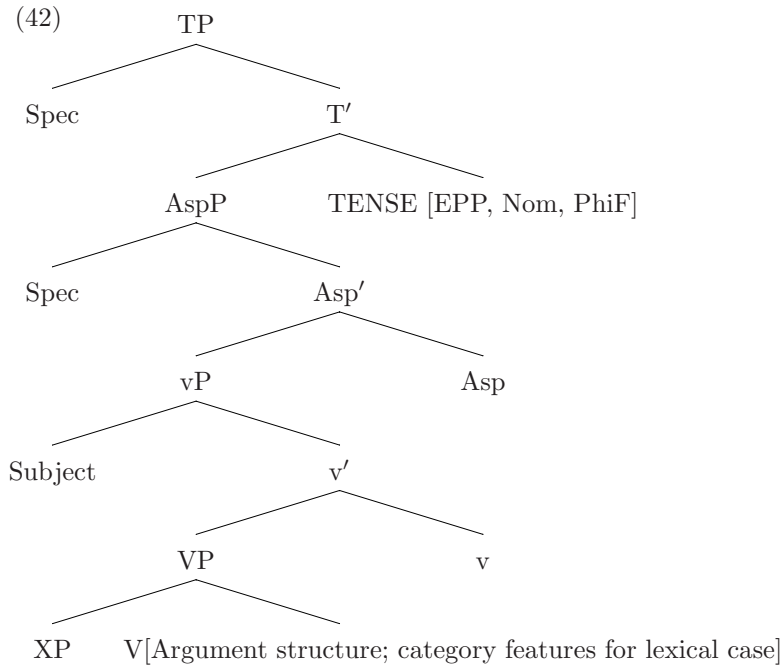 (42)
TP
Spec T′
AspP TENSE [EPP, Nom, PhiF]
Spec Asp′
vP Asp
Subject v′
VP v
XP V[Argument structure; category features for lexical case]